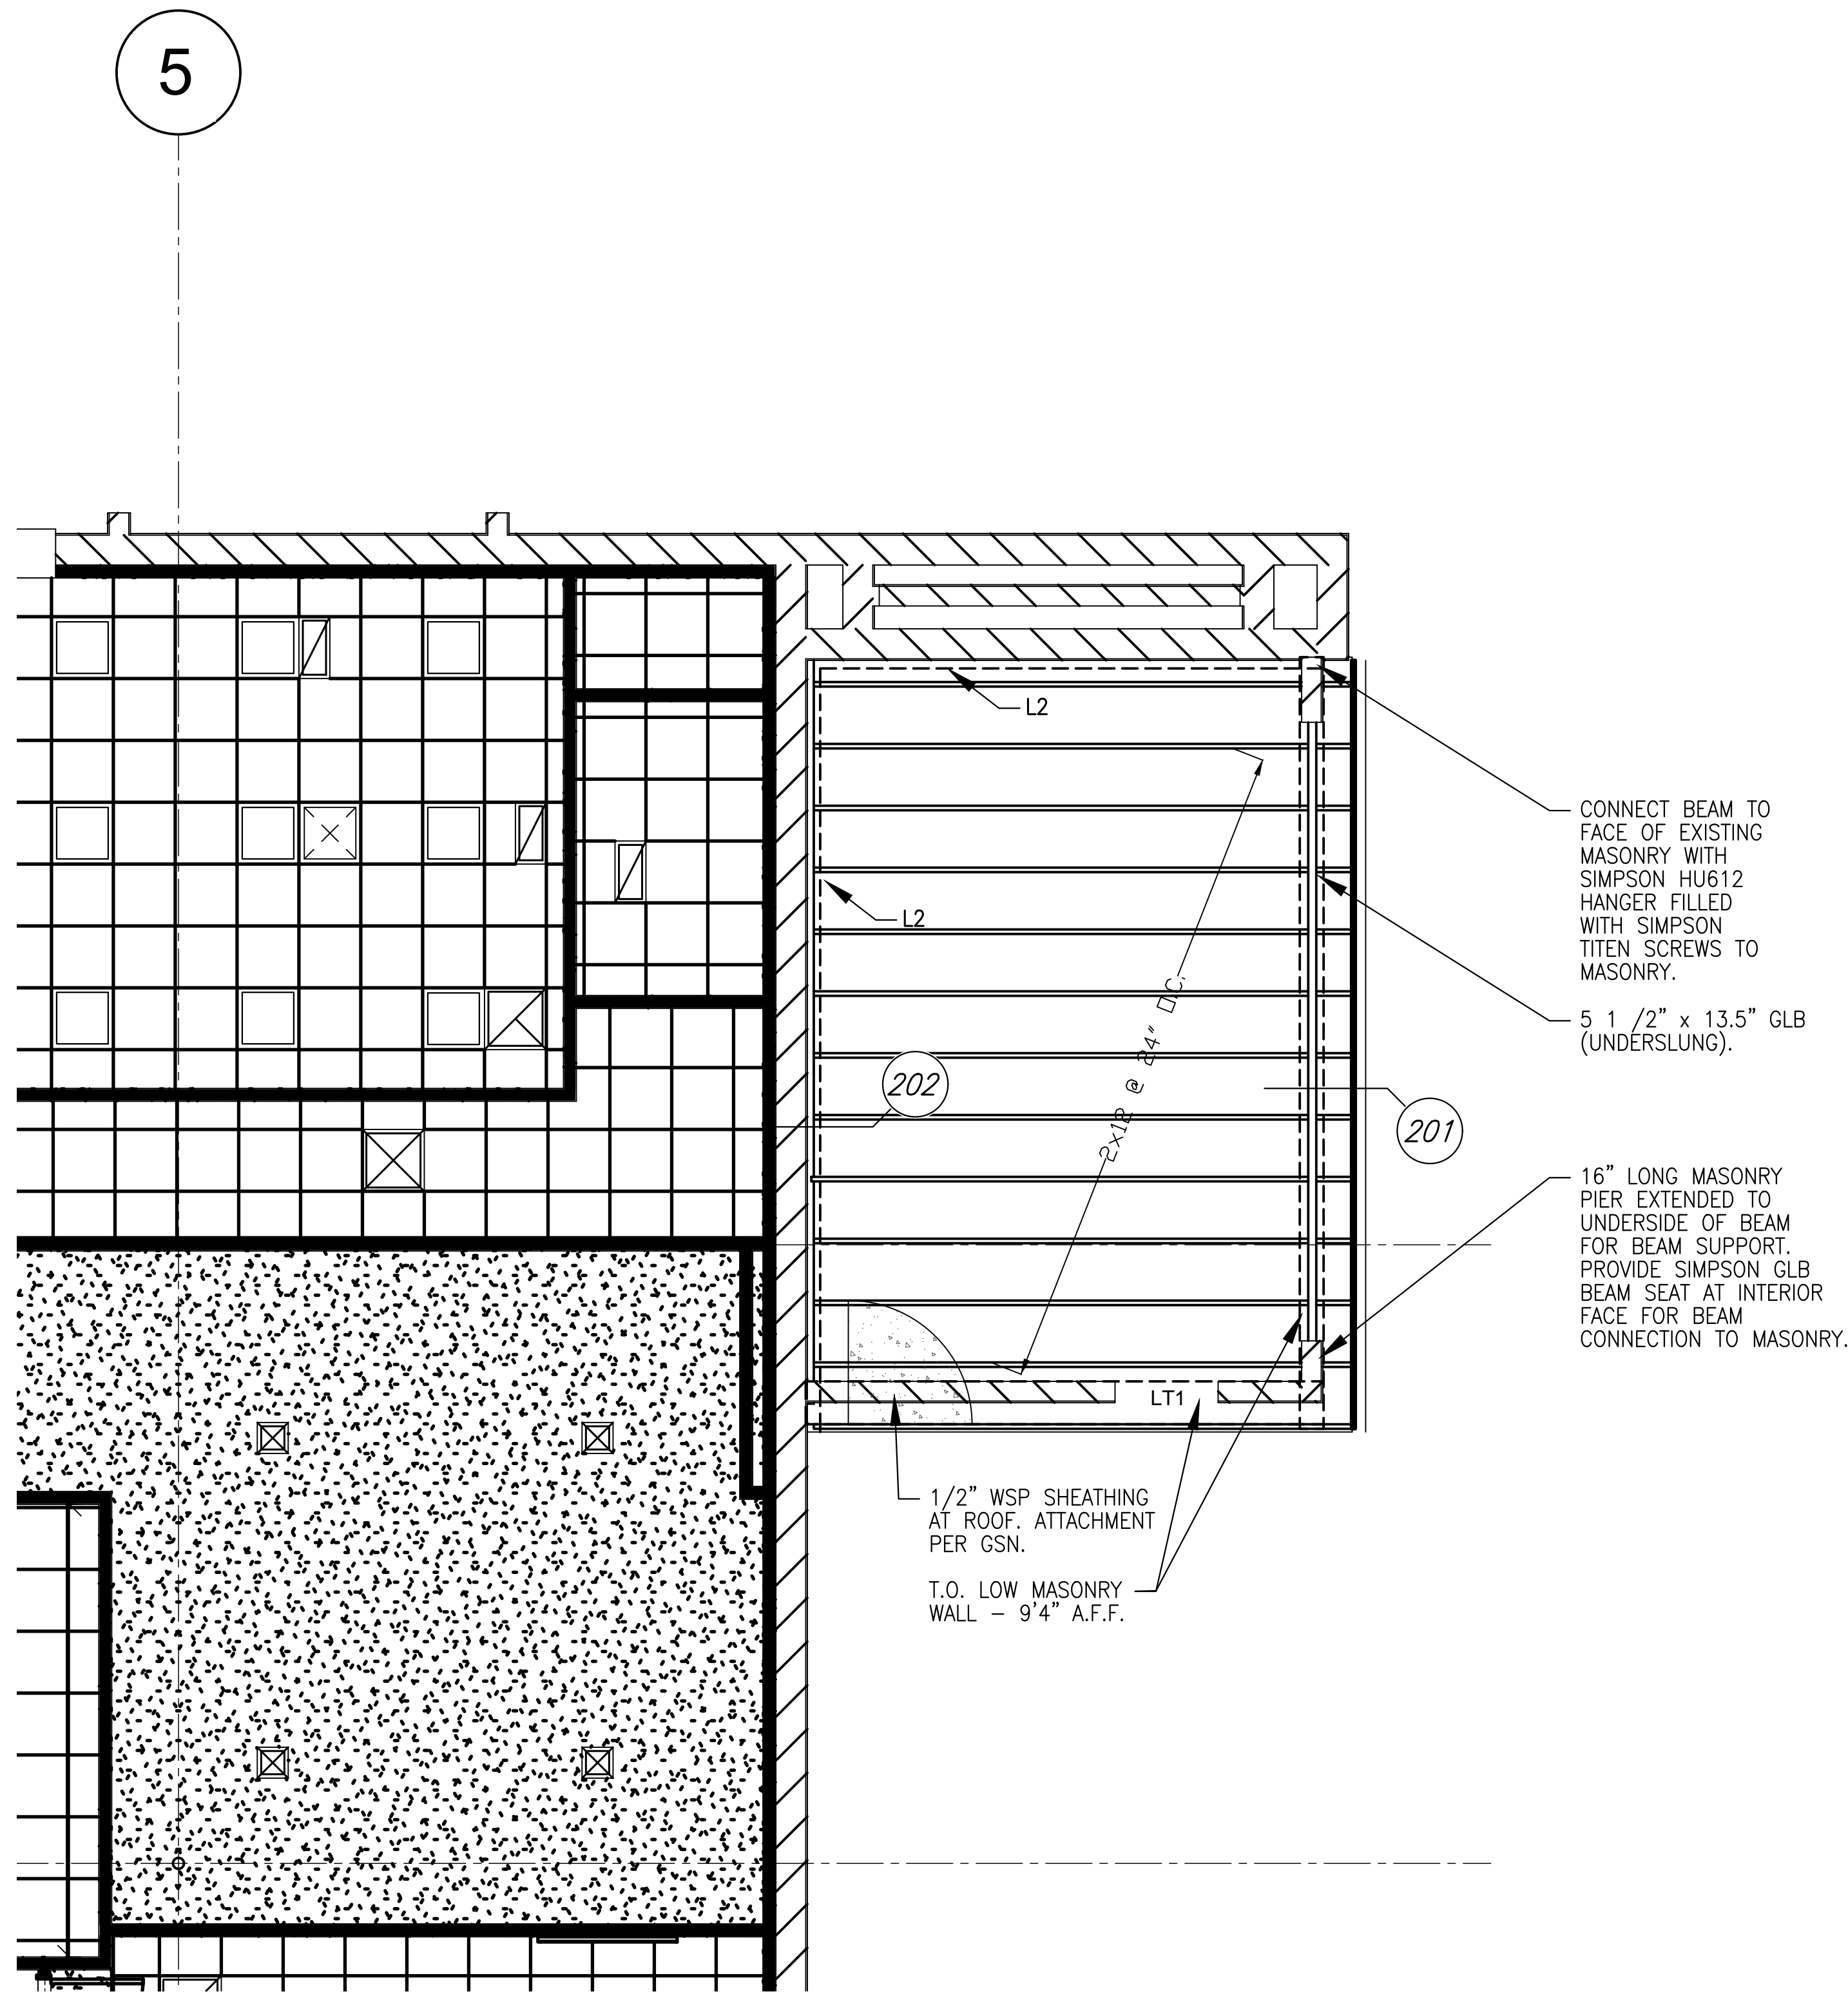 5
L2
L2
2x12 @ 24" O.C.
202
201
CONNECT BEAM TO
FACE OF EXISTING
MASONRY WITH
SIMPSON HU612
HANGER FILLED
WITH SIMPSON
TITEN SCREWS TO
MASONRY.
5 1 /2" x 13.5" GLB
(UNDERSLUNG).
16" LONG MASONRY
PIER EXTENDED TO
UNDERSIDE OF BEAM
FOR BEAM SUPPORT.
PROVIDE SIMPSON GLB
BEAM SEAT AT INTERIOR
FACE FOR BEAM
CONNECTION TO MASONRY.
LT1
1/2" WSP SHEATHING
AT ROOF. ATTACHMENT
PER GSN.
T.O. LOW MASONRY
WALL – 9'4" A.F.F.